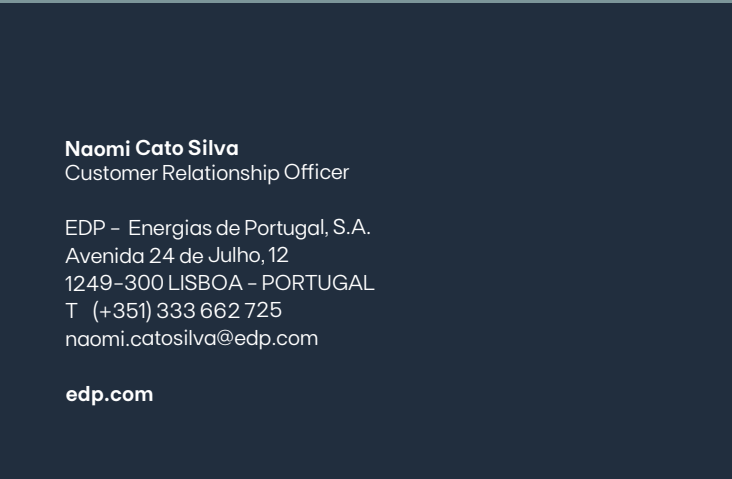 Naomi Cato Silva
Customer Relationship Officer
EDP - Energias de Portugal, S.A.
Avenida 24 de Julho, 12
1249-300 LISBOA - PORTUGAL
T (+351) 333 662 725
naomi.catosilva@edp.com
edp.com